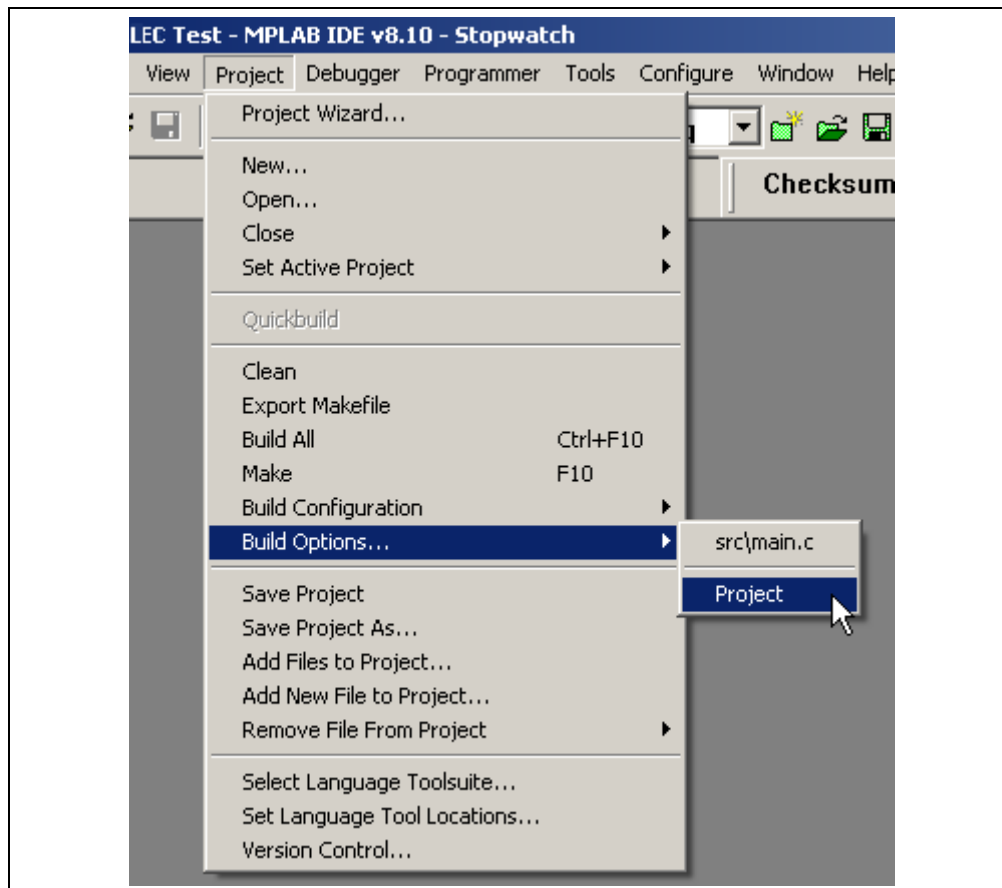 LEC Test - MPLAB IDE v8.10 - Stopwatch
View Project Debugger Programmer Tools Configure Window Help
Project Wizard...
Checksum
New...
Open...
Close
Set Active Project
Quickbuild
Clean
Export Makefile
Build All Ctrl+F10
Make F10
Build Configuration
Build Options... src\main.c
Project
Save Project
Save Project As...
Add Files to Project...
Add New File to Project...
Remove File From Project
Select Language Toolsuite...
Set Language Tool Locations...
Version Control...